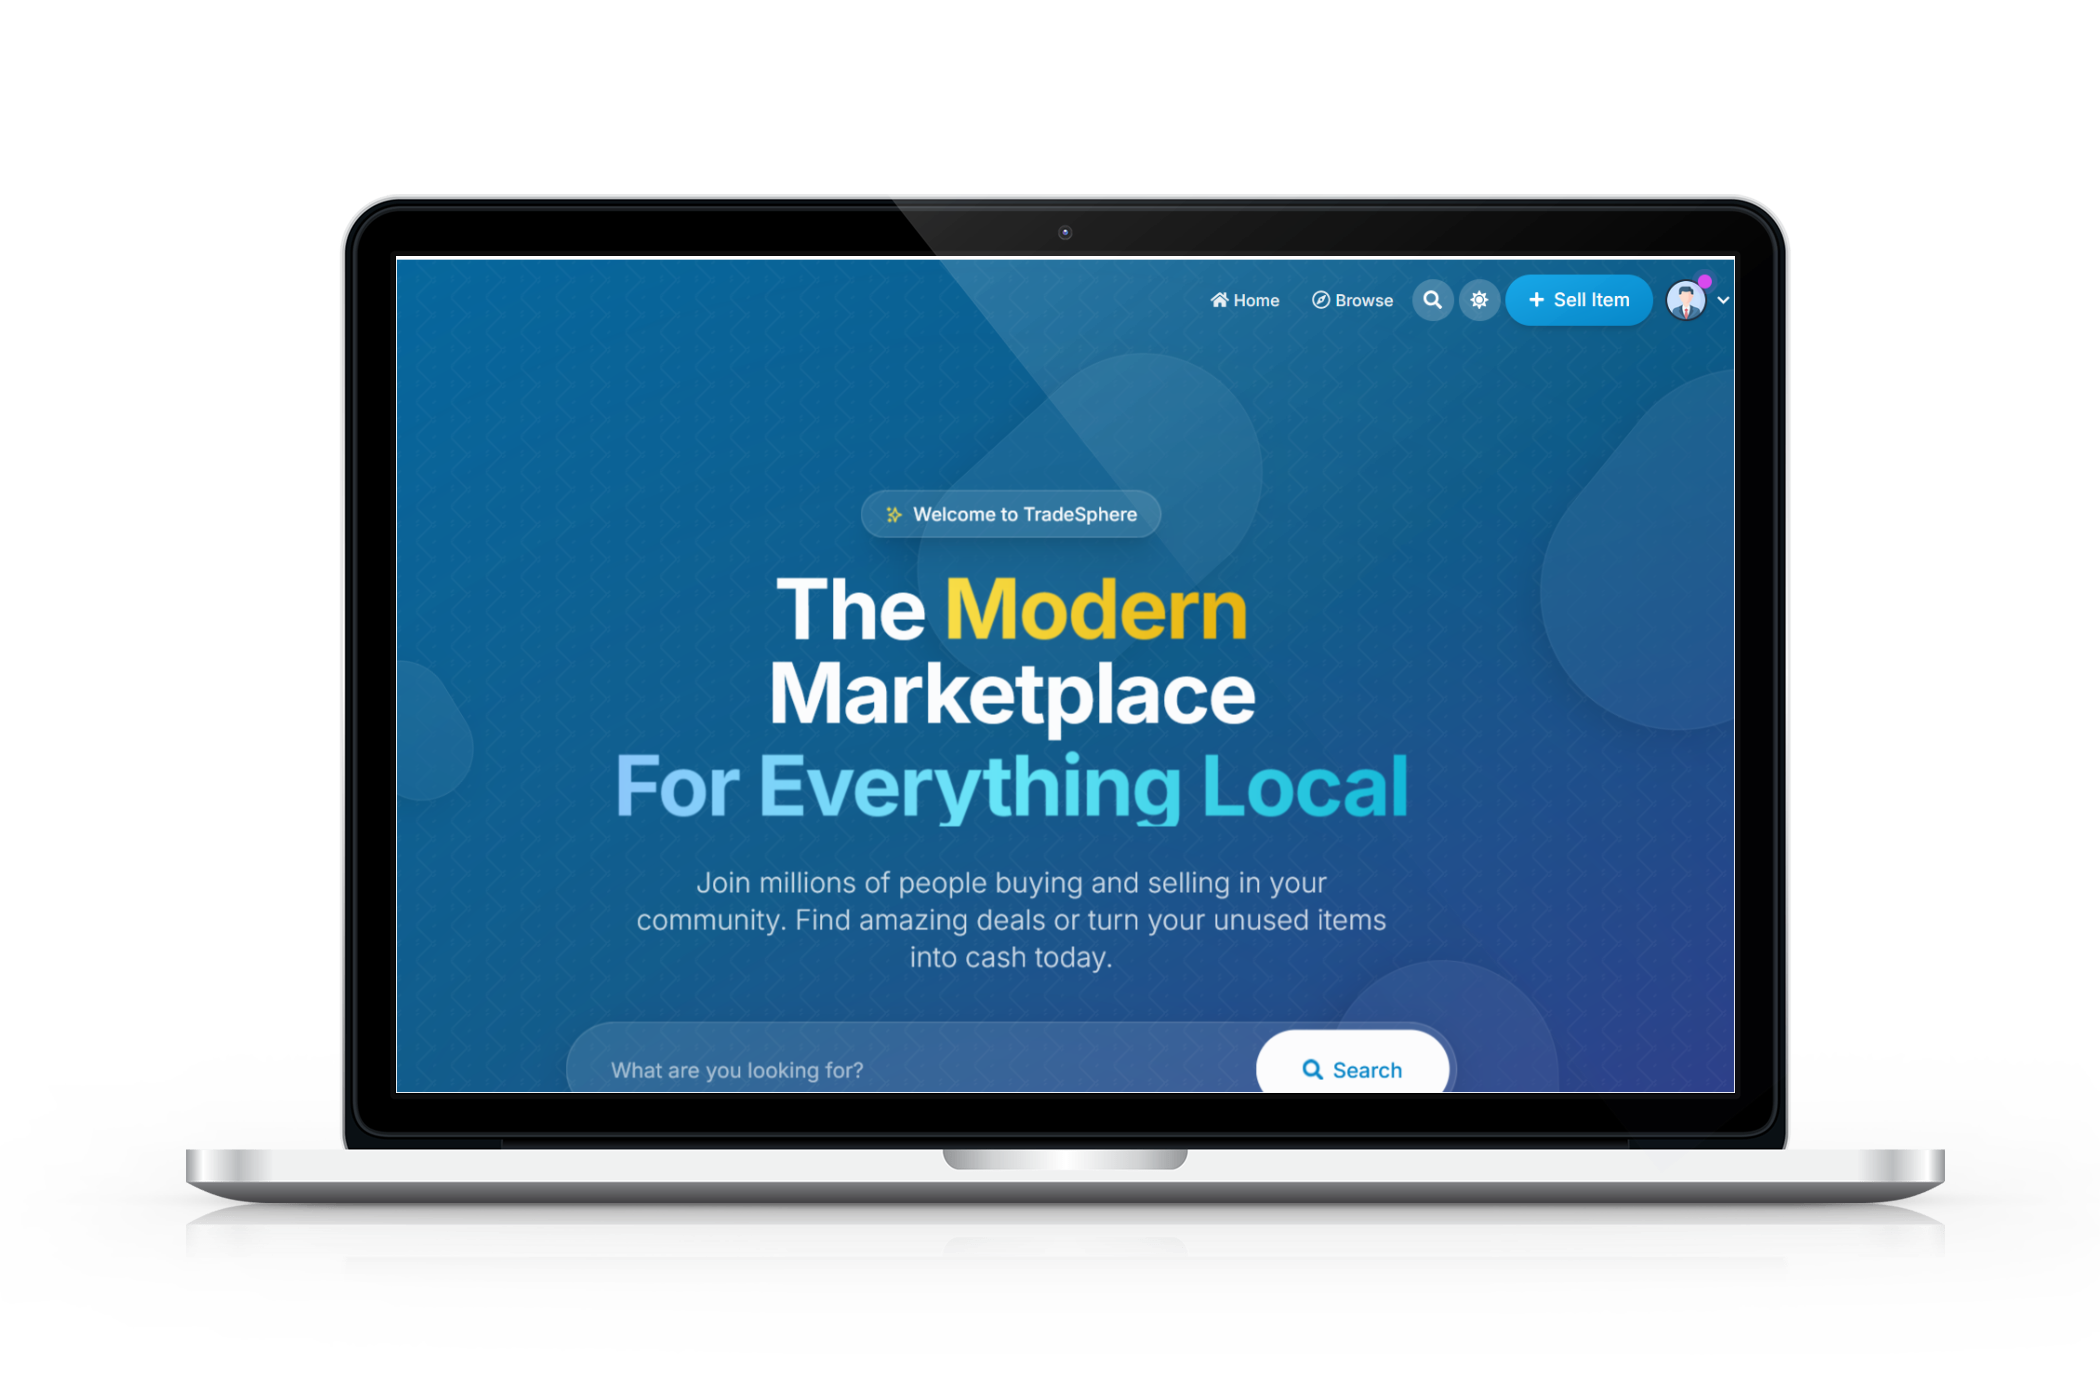 Home Browse + Sell Item
Welcome to TradeSphere
The Modern
Marketplace
For Everything Local
Join millions of people buying and selling in your
community. Find amazing deals or turn your unused items
into cash today.
What are you looking for? Search